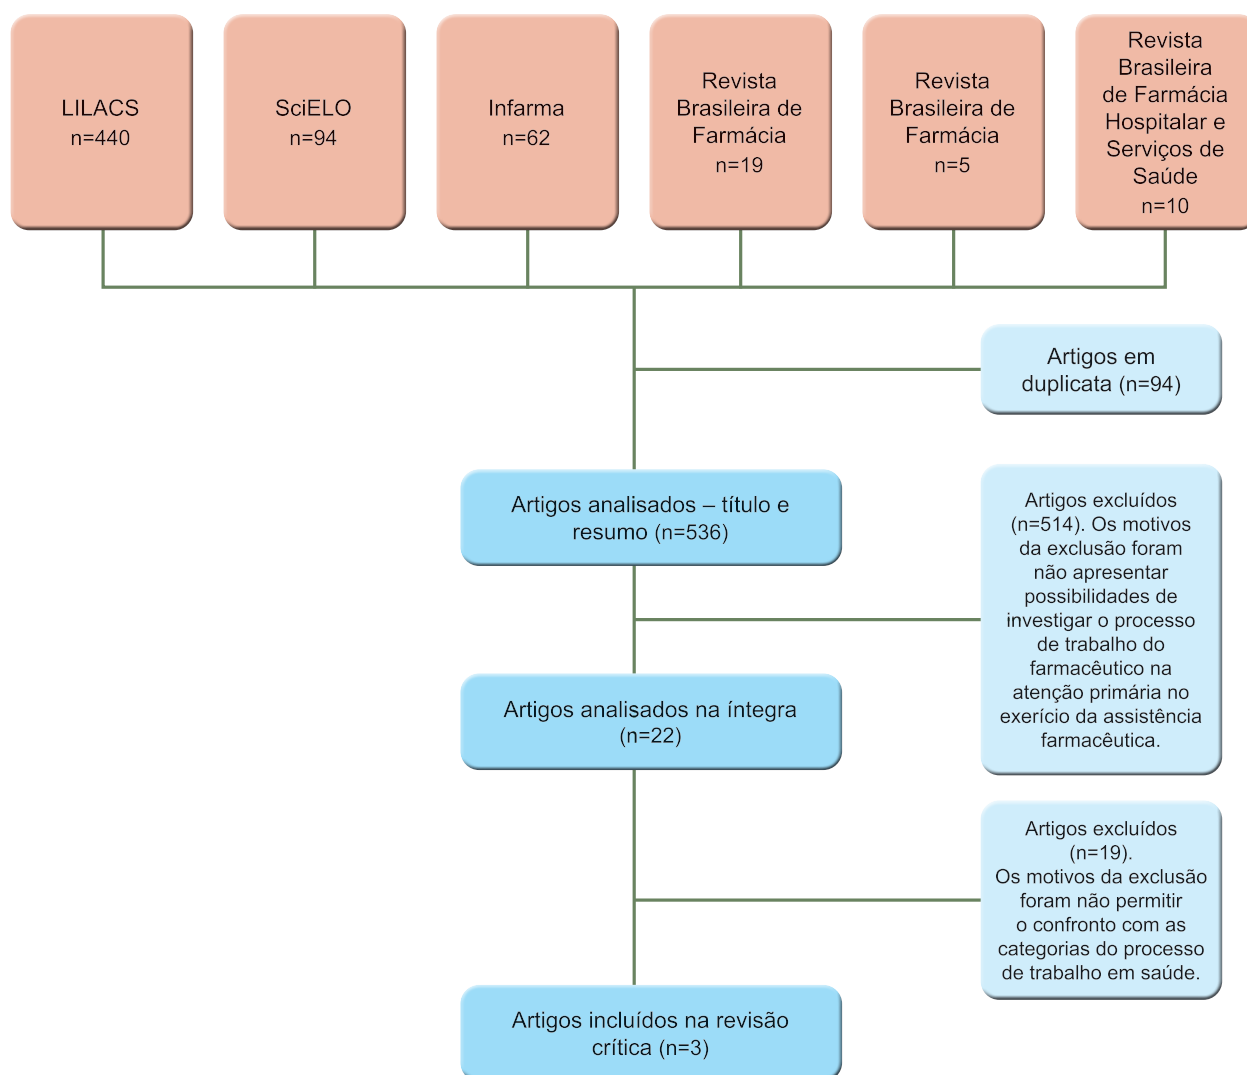 LILACS
n=440
SciELO
n=94
Infarma
n=62
Revista
Brasileira de
Farmácia
n=19
Revista
Brasileira de
Farmácia
n=5
Revista
Brasileira
de Farmácia
Hospitalar e
Serviços de
Saúde
n=10
Artigos em
duplicata (n=94)
Artigos analisados – título e
resumo (n=536)
Artigos excluídos
(n=514). Os motivos
da exclusão foram
não apresentar
possibilidades de
investigar o processo
de trabalho do
farmacêutico na
atenção primária no
exerício da assistência
farmacêutica.
Artigos analisados na íntegra
(n=22)
Artigos excluídos
(n=19).
Os motivos da exclusão
foram não permitir
o confronto com as
categorias do processo
de trabalho em saúde.
Artigos incluídos na revisão
crítica (n=3)